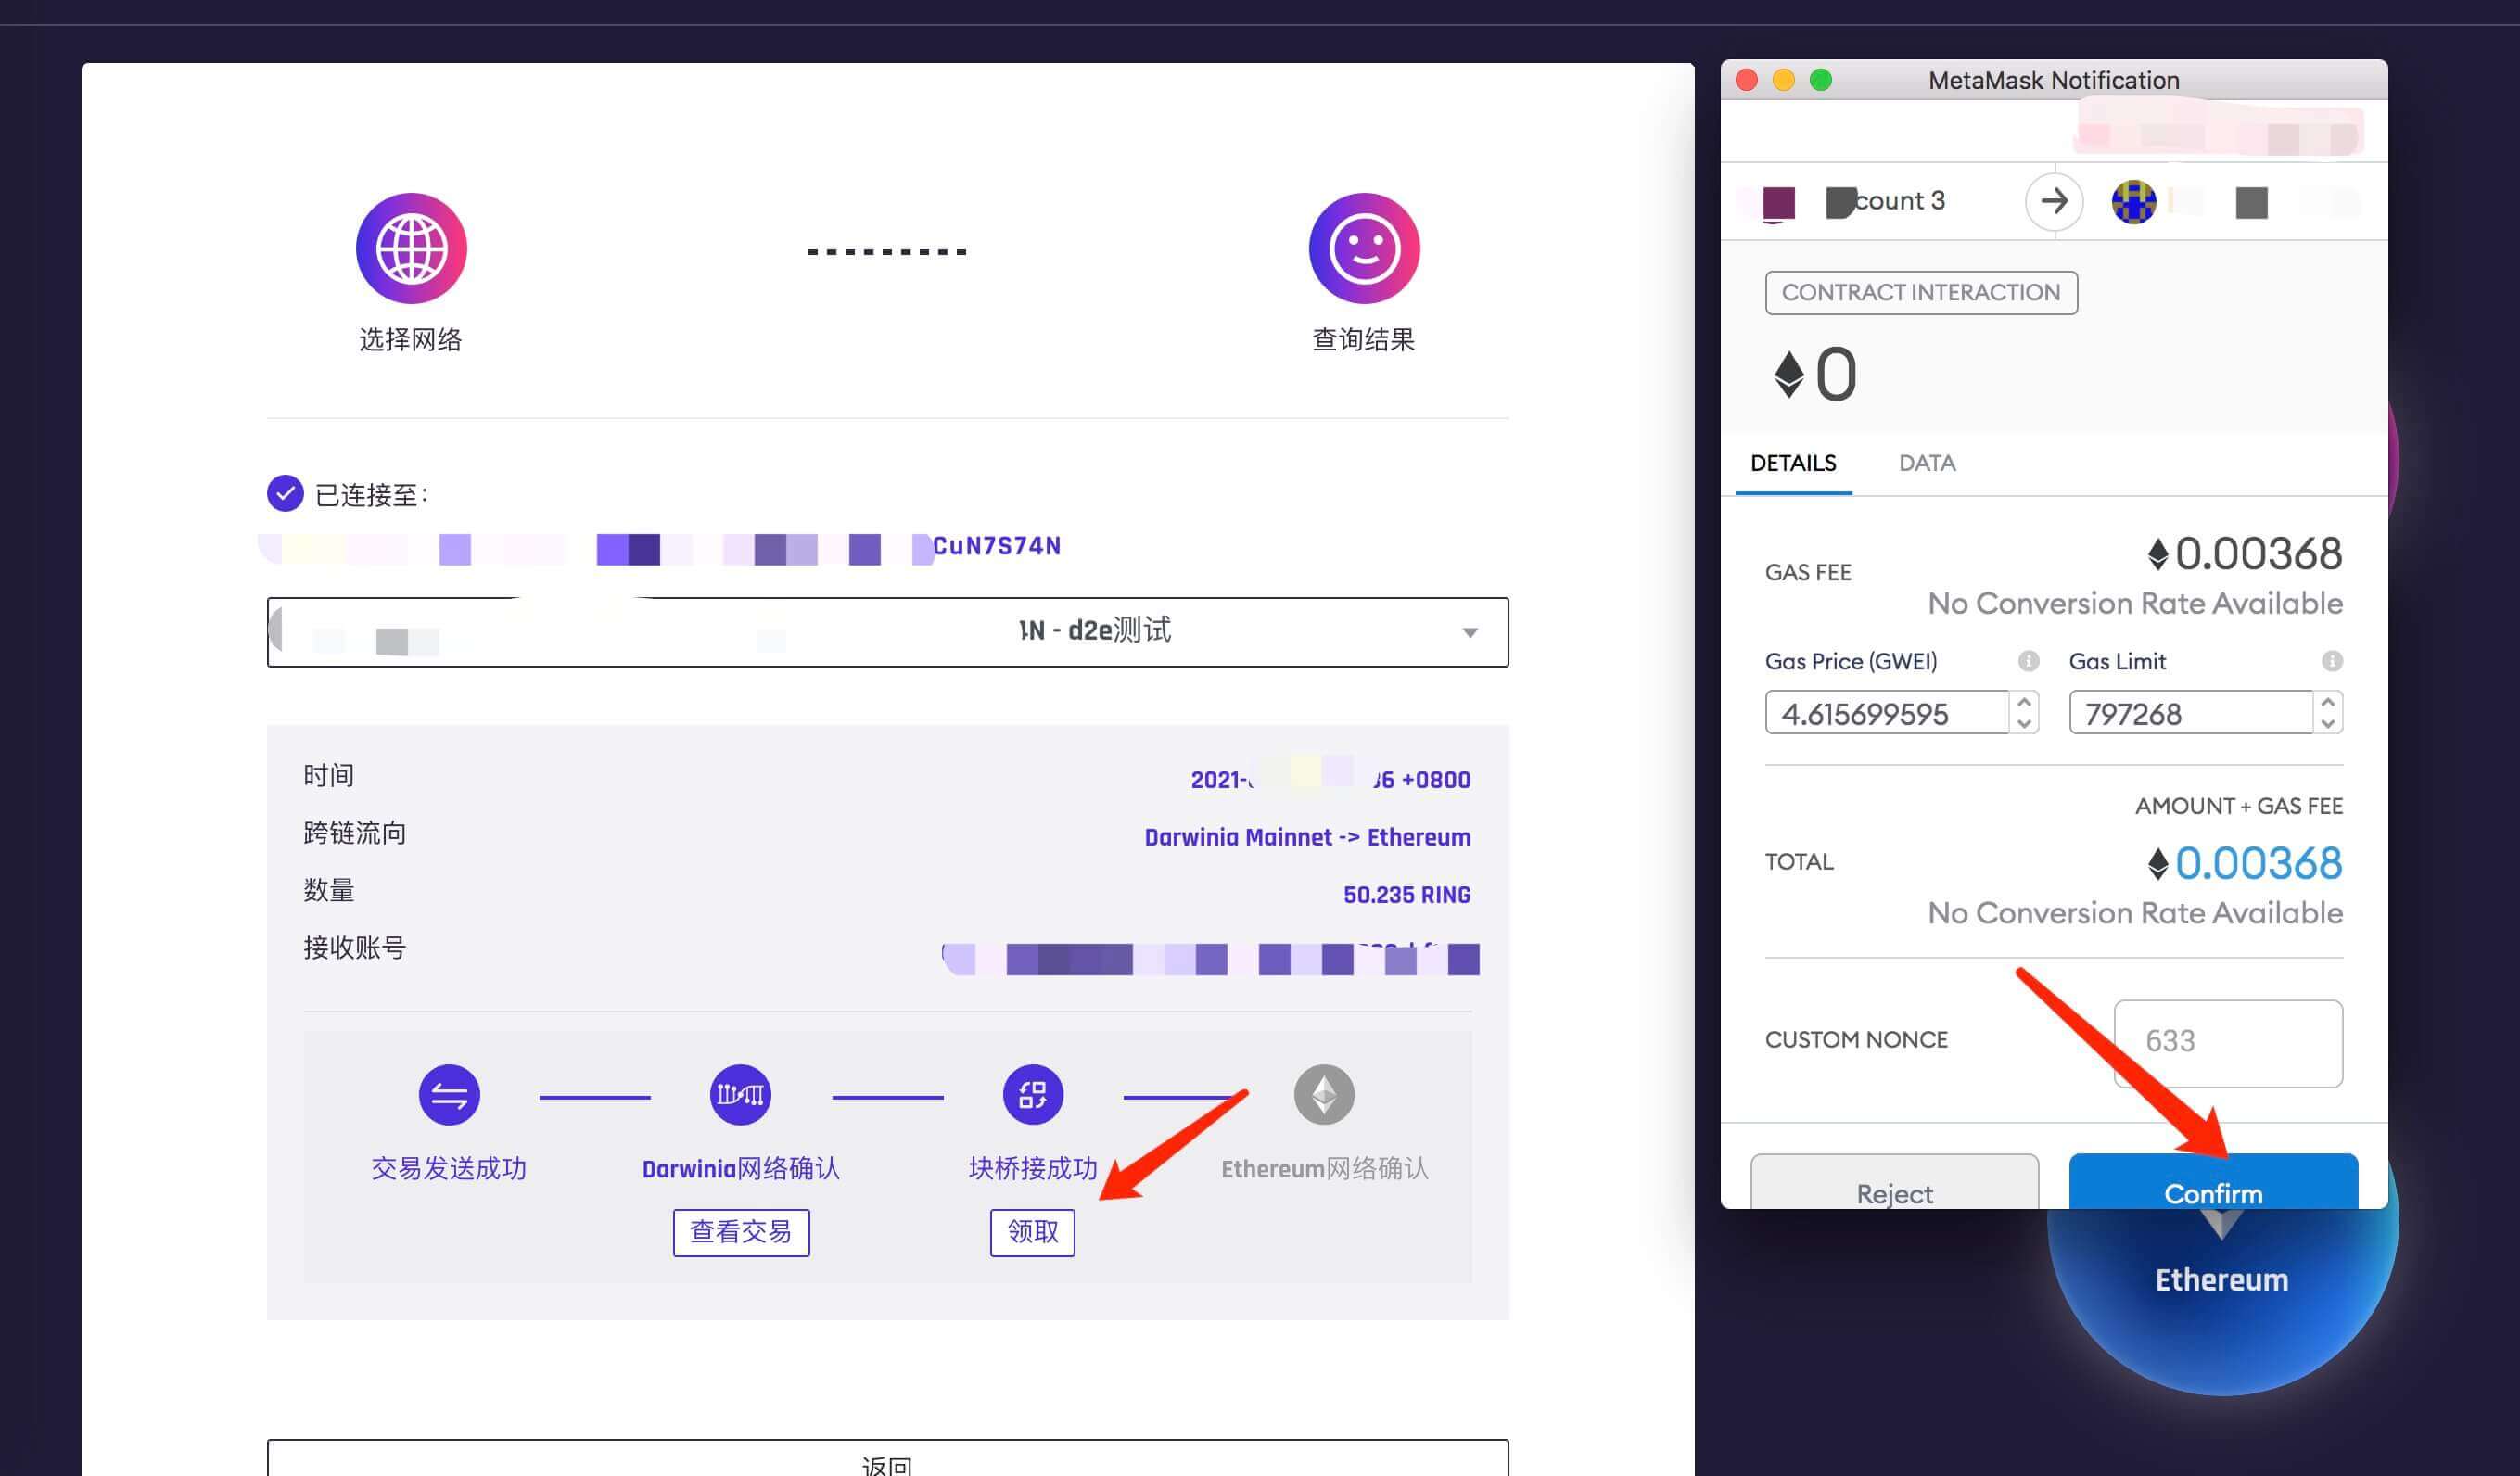 选择网络
查询结果
已连接至：
CuN7S74N
N - d2e测试
时间
2021-
6 +0800
跨链流向
Darwinia Mainnet -> Ethereum
数量
50.235 RING
接收账号
交易发送成功
Darwinia网络确认
块桥接成功
Ethereum网络确认
查看交易
领取
返回
MetaMask Notification
count 3
CONTRACT INTERACTION
0
DETAILS
DATA
GAS FEE
0.00368
No Conversion Rate Available
Gas Price (GWEI)
Gas Limit
4.615699595
797268
AMOUNT + GAS FEE
TOTAL
0.00368
No Conversion Rate Available
CUSTOM NONCE
633
Reject
Confirm
Ethereum